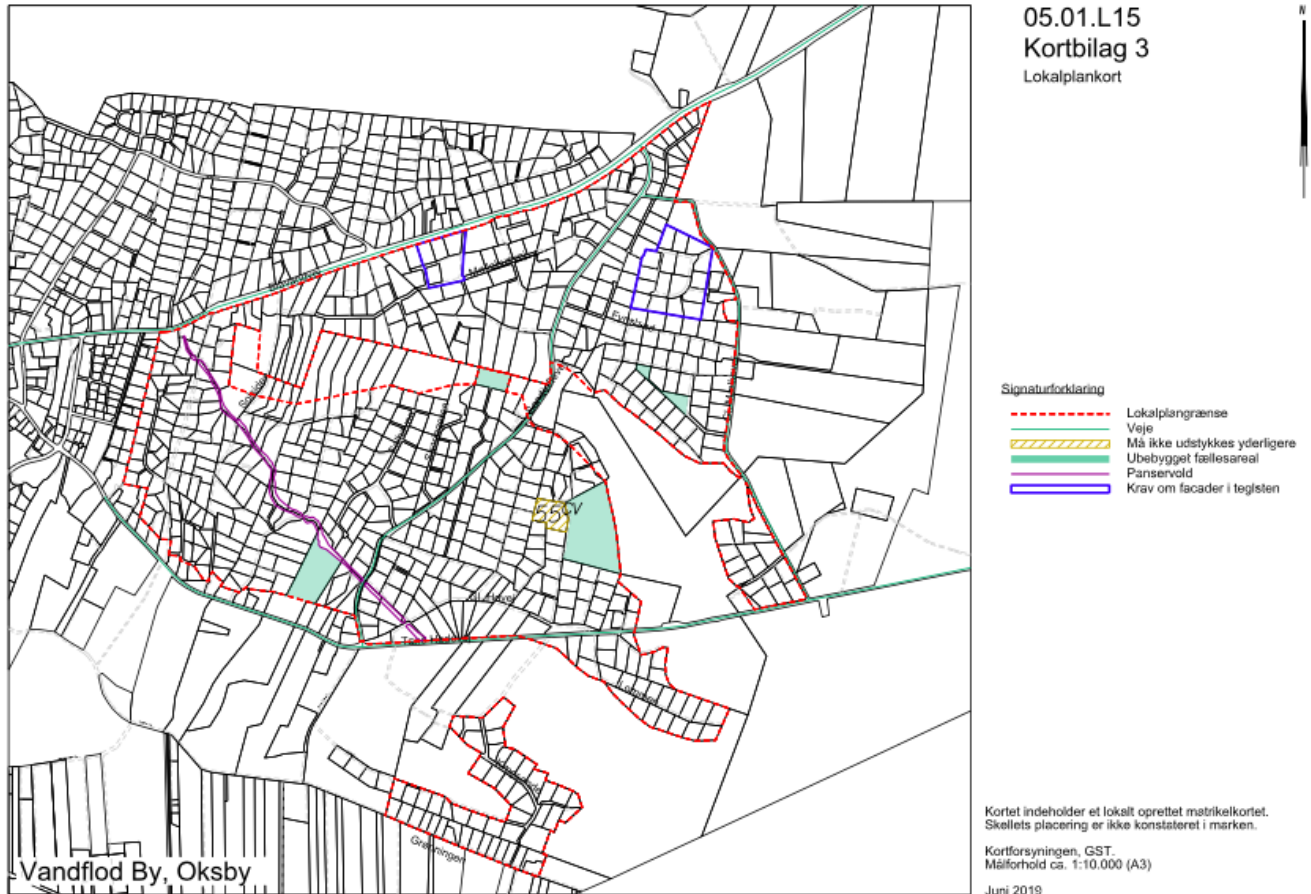 05.01.L15
Kortbilag 3
Lokalplankort
N
Signaturforklaring
Lokalplangrænse
Veje
Må ikke udstykkes yderligere
Ubebygget fællesareal
Panservold
Krav om facader i teglsten
55cv
Grønningen
Vandflod By, Oksby
Kortet indeholder et lokalt oprettet matrikelkortet.
Skellets placering er ikke konstateret i marken.
Kortforsyningen, GST.
Målforhold ca. 1:10.000 (A3)
Juni 2019